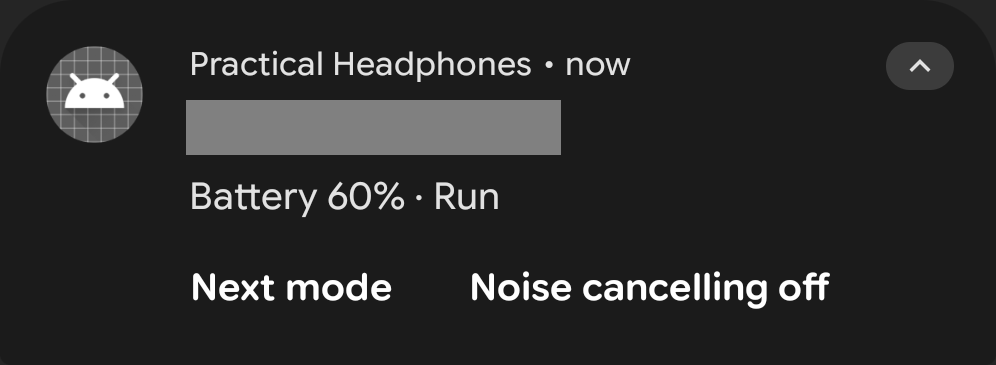 Practical Headphones • now
Battery 60% · Run
Next mode Noise cancelling off